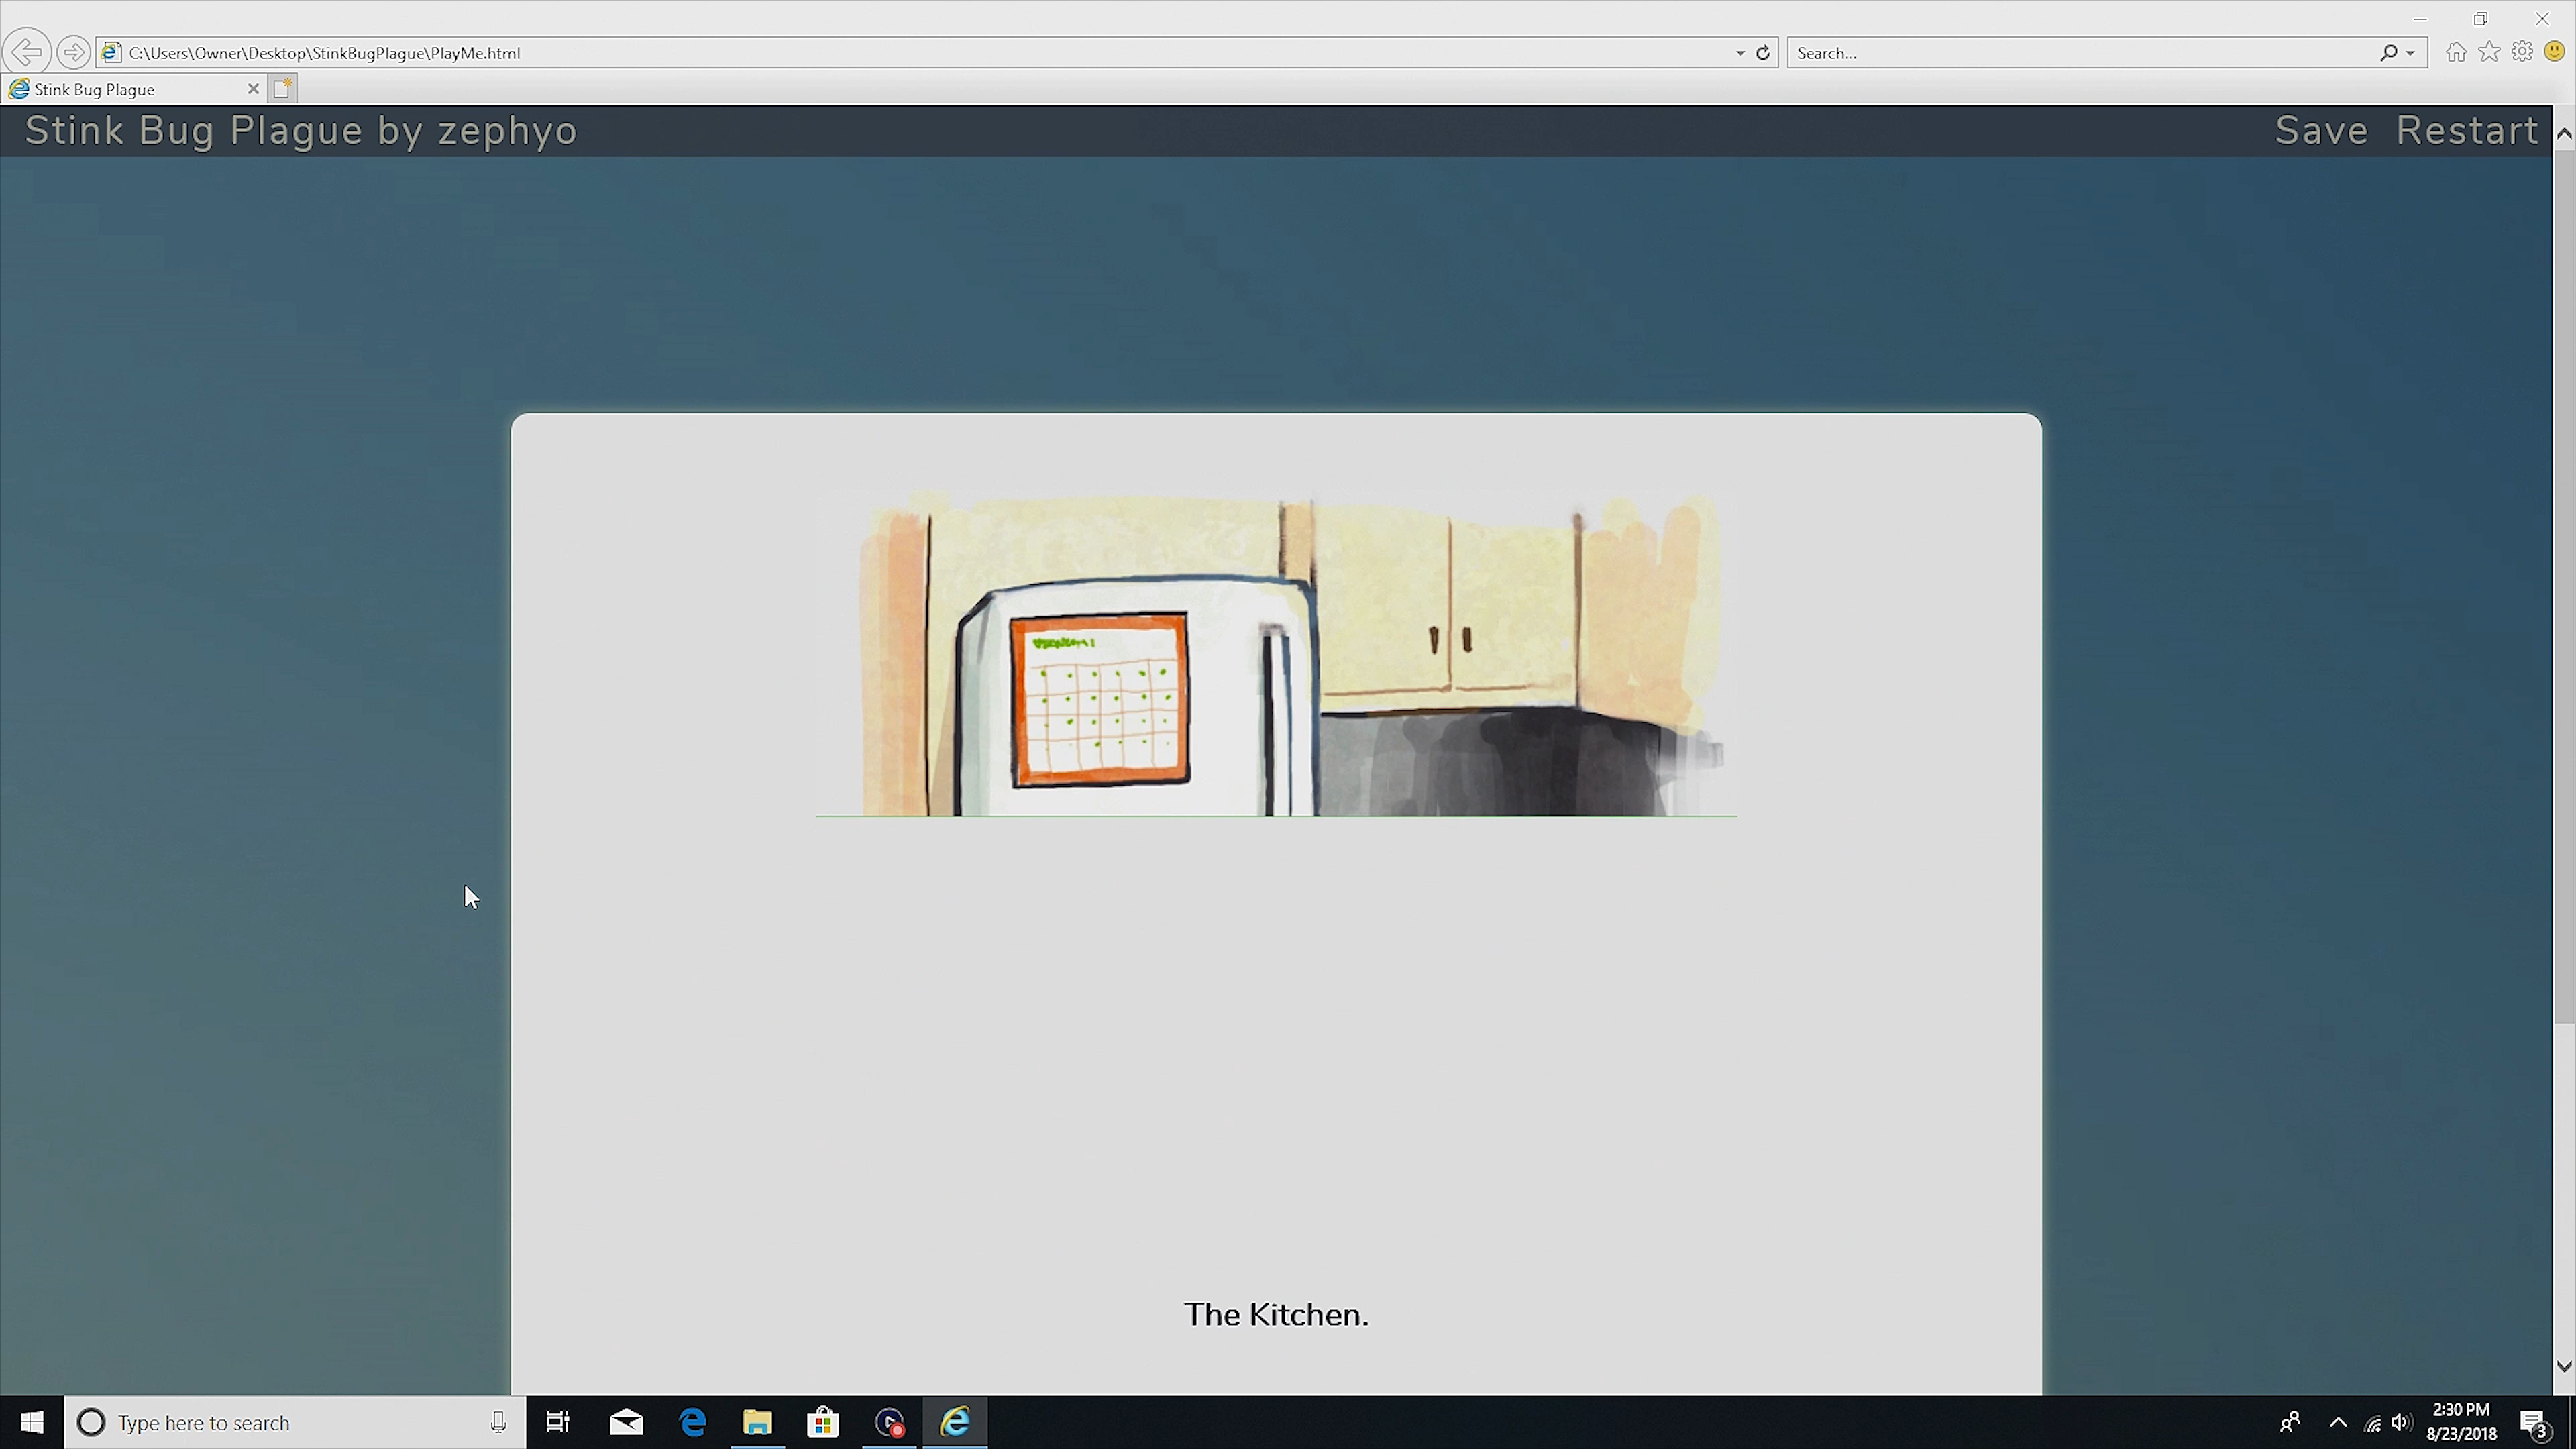 C:\Users\Owner\Desktop\StinkBugPlague\PlayMe.html
Search...
Stink Bug Plague
Stink Bug Plague by zephyo
Save Restart
The Kitchen.
Type here to search
2:30 PM
8/23/2018
3